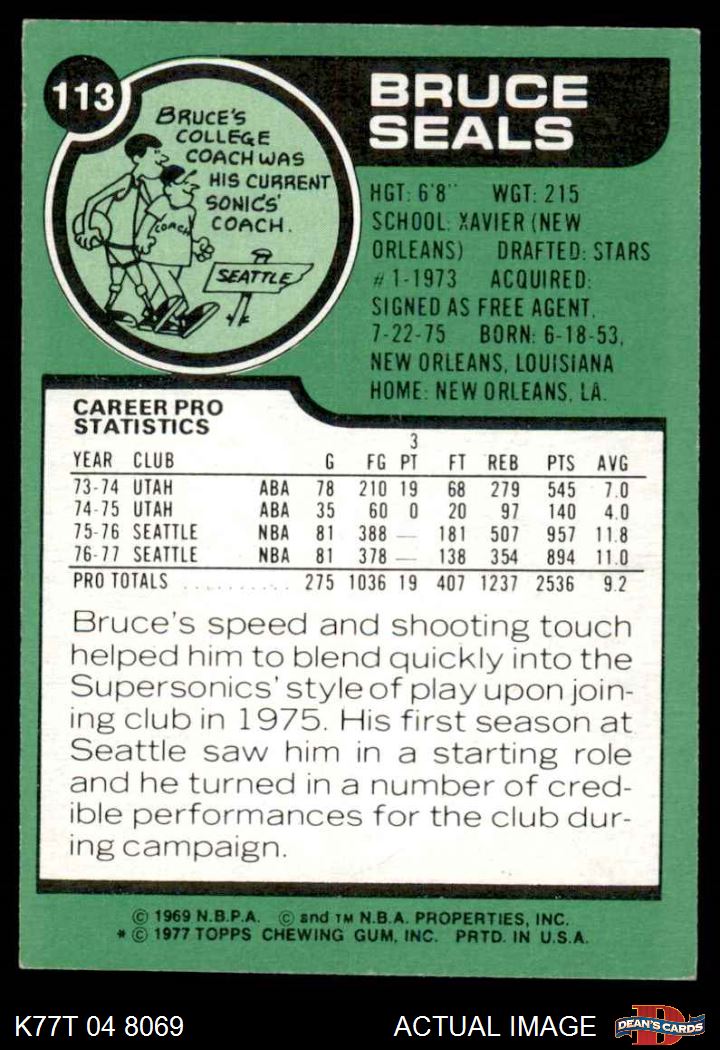 113
BRUCE'S
COLLEGE
COACH WAS
HIS CURRENT
SONICS'
COACH.
COACH
SEATTLE
BRUCE
SEALS
HGT: 6'8" WGT: 215
SCHOOL: XAVIER (NEW
ORLEANS) DRAFTED: STARS
#1-1973 ACQUIRED:
SIGNED AS FREE AGENT,
7-22-75 BORN: 6-18-53,
NEW ORLEANS, LOUISIANA
HOME: NEW ORLEANS, LA.
CAREER PRO
STATISTICS
YEAR CLUB G FG 3 PT FT REB PTS AVG
73-74 UTAH ABA 78 210 19 68 279 545 7.0
74-75 UTAH ABA 35 60 0 20 97 140 4.0
75-76 SEATTLE NBA 81 388 — 181 507 957 11.8
76-77 SEATTLE NBA 81 378 — 138 354 894 11.0
PRO TOTALS .......... 275 1036 19 407 1237 2536 9.2
Bruce's speed and shooting touch
helped him to blend quickly into the
Supersonics' style of play upon join-
ing club in 1975. His first season at
Seattle saw him in a starting role
and he turned in a number of cred-
ible performances for the club dur-
ing campaign.
© 1969 N.B.P.A. © and TM N.B.A. PROPERTIES, INC.
* © 1977 TOPPS CHEWING GUM, INC. PRTD. IN U.S.A.
K77T 04 8069 ACTUAL IMAGE
D
DEAN'S CARDS